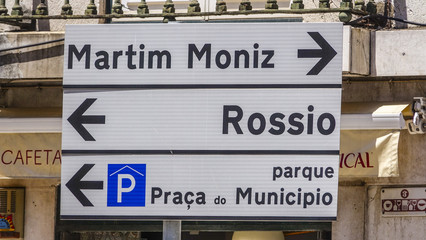 Martim Moniz
Rossio
parque
P Praça do Municipio
CAFETA
ICAL